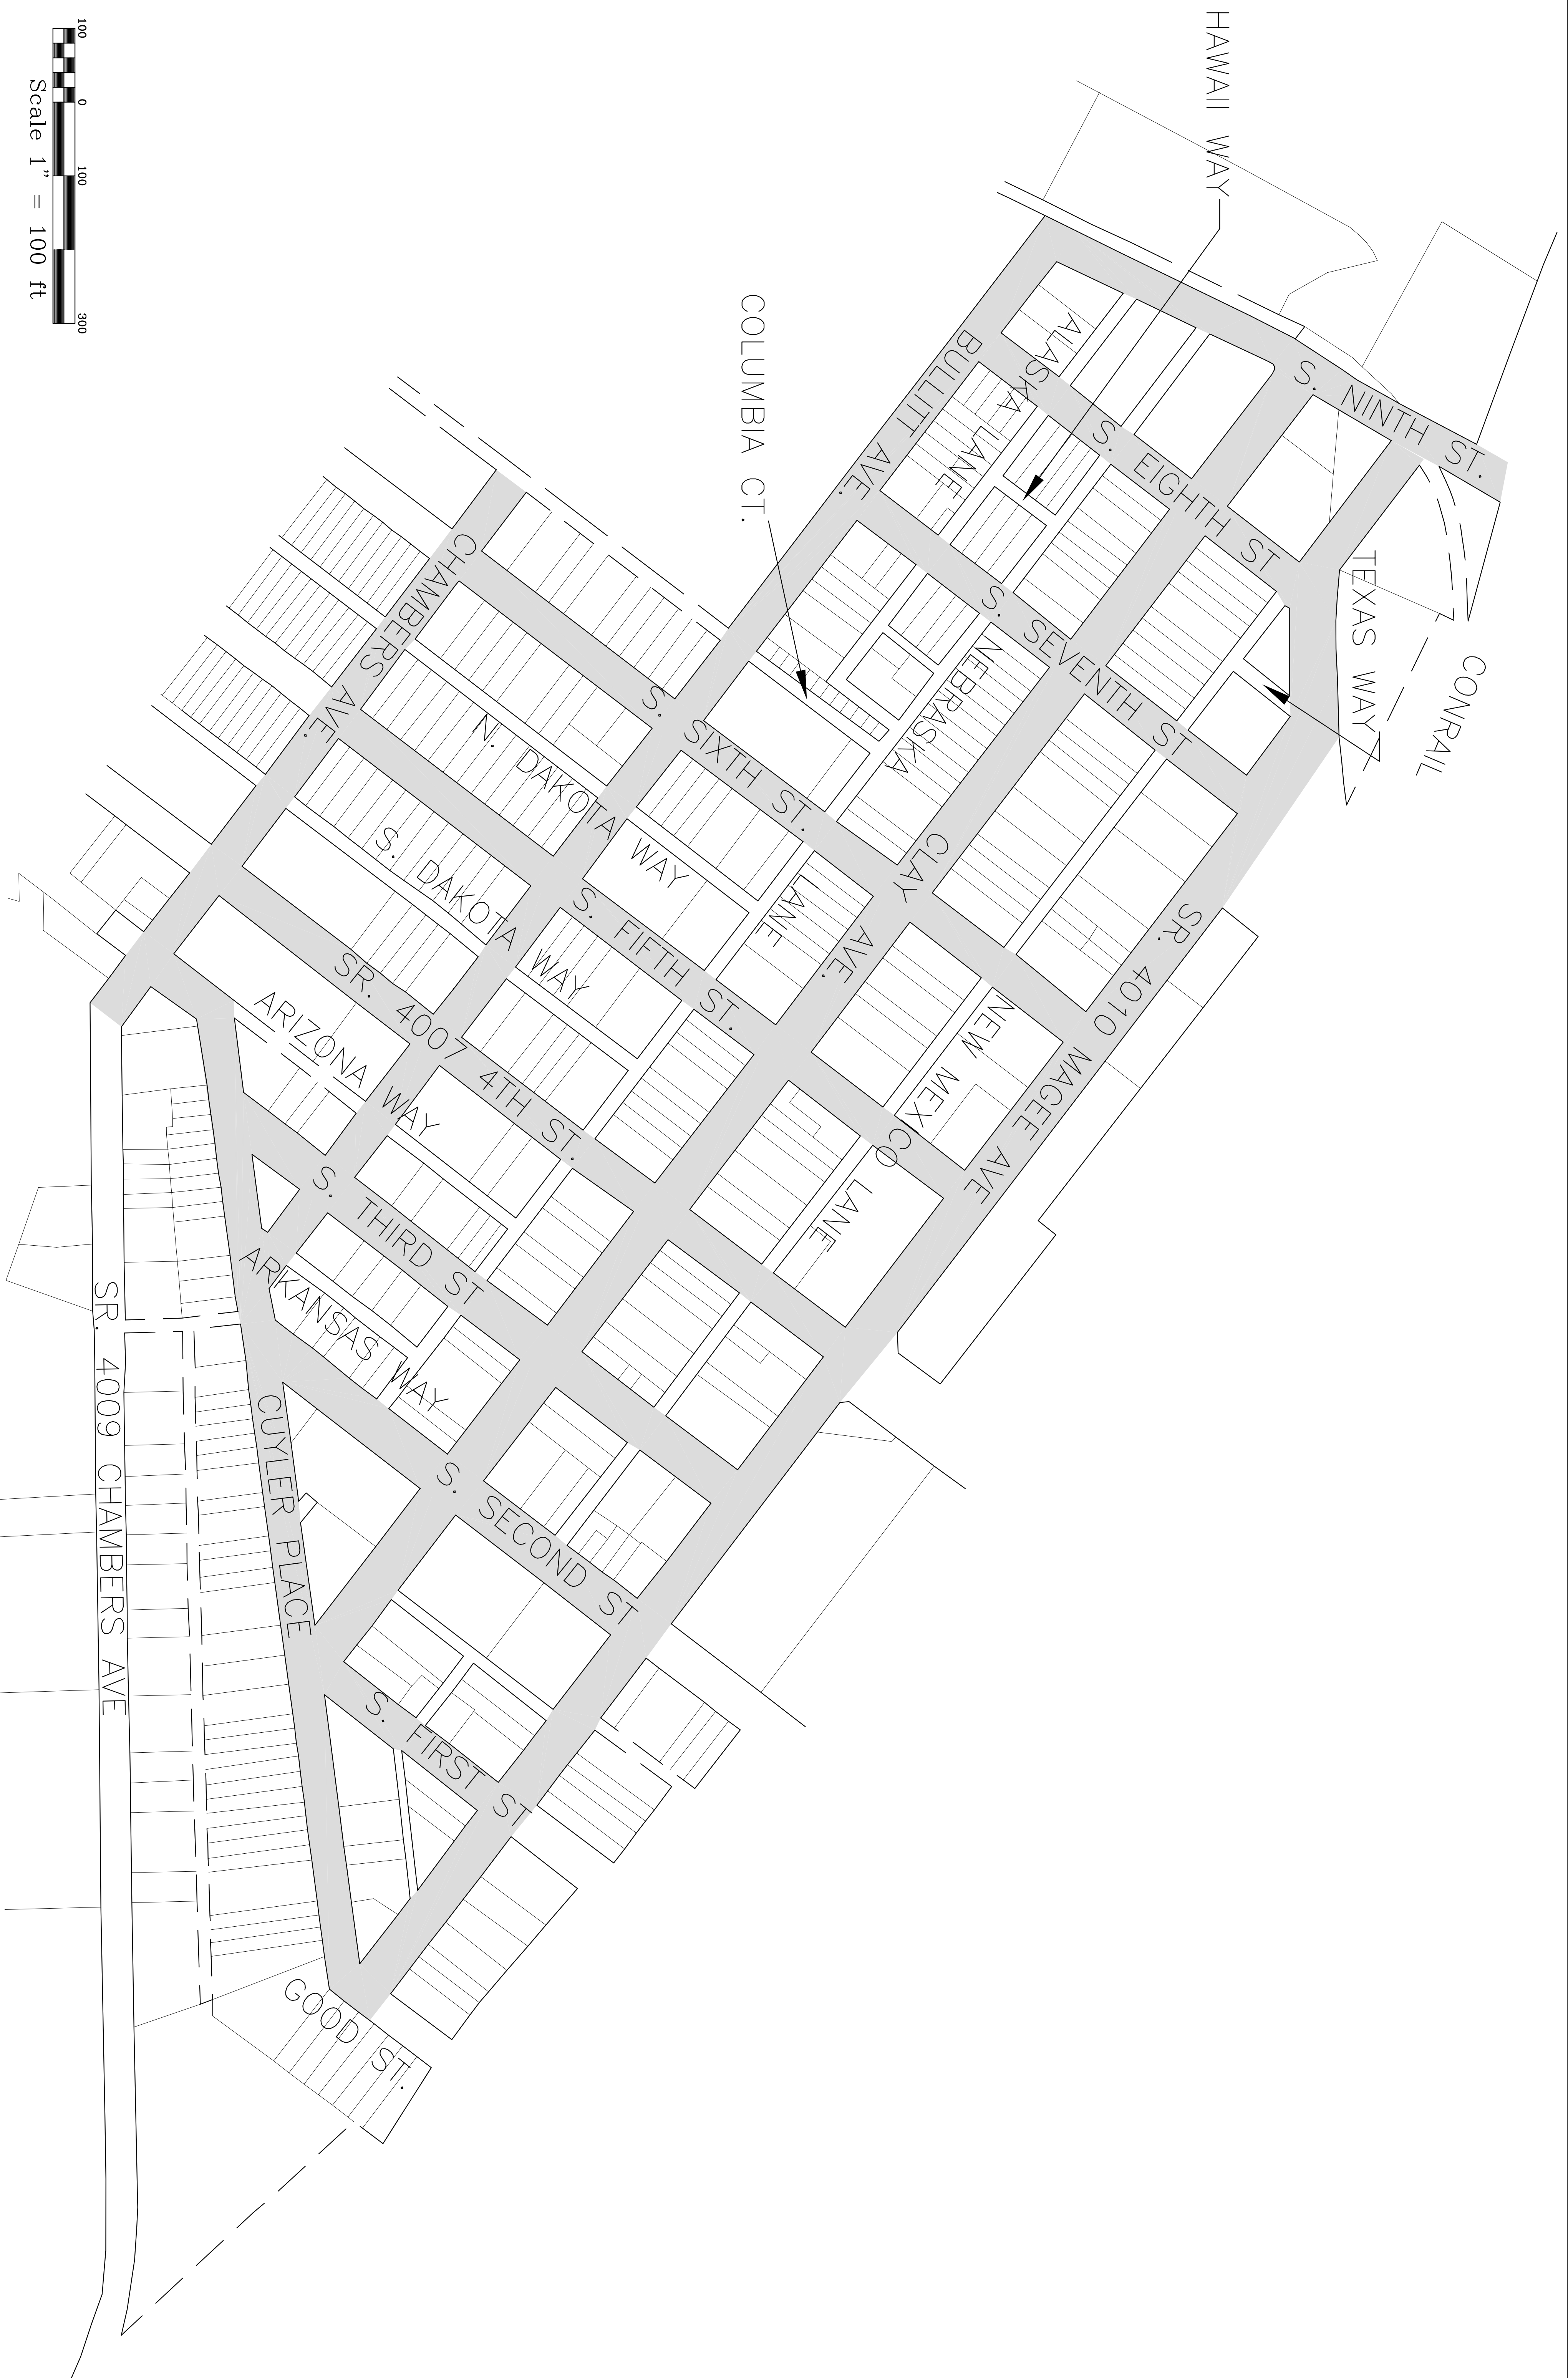 HAWAII WAY
S. NINTH ST.
CONRAIL
TEXAS WAY
COLUMBIA CT.
ALASKA LANE
BULLITT AVE.
S. EIGHTH ST
S. SEVENTH ST
NEBRASKA LANE
CLAY AVE.
SR. 4010 MAGEE AVE
NEW MEXICO LANE
CHAMBERS AVE.
S. SIXTH ST.
N. DAKOTA WAY
S. FIFTH ST.
S. DAKOTA WAY
SR. 4007 4TH ST.
ARIZONA WAY
S. THIRD ST
ARKANSAS WAY
S. SECOND ST
CUYLER PLACE
S. FIRST ST
SR. 4009 CHAMBERS AVE
GOOD ST.
100 0 100 300
Scale 1" = 100 ft